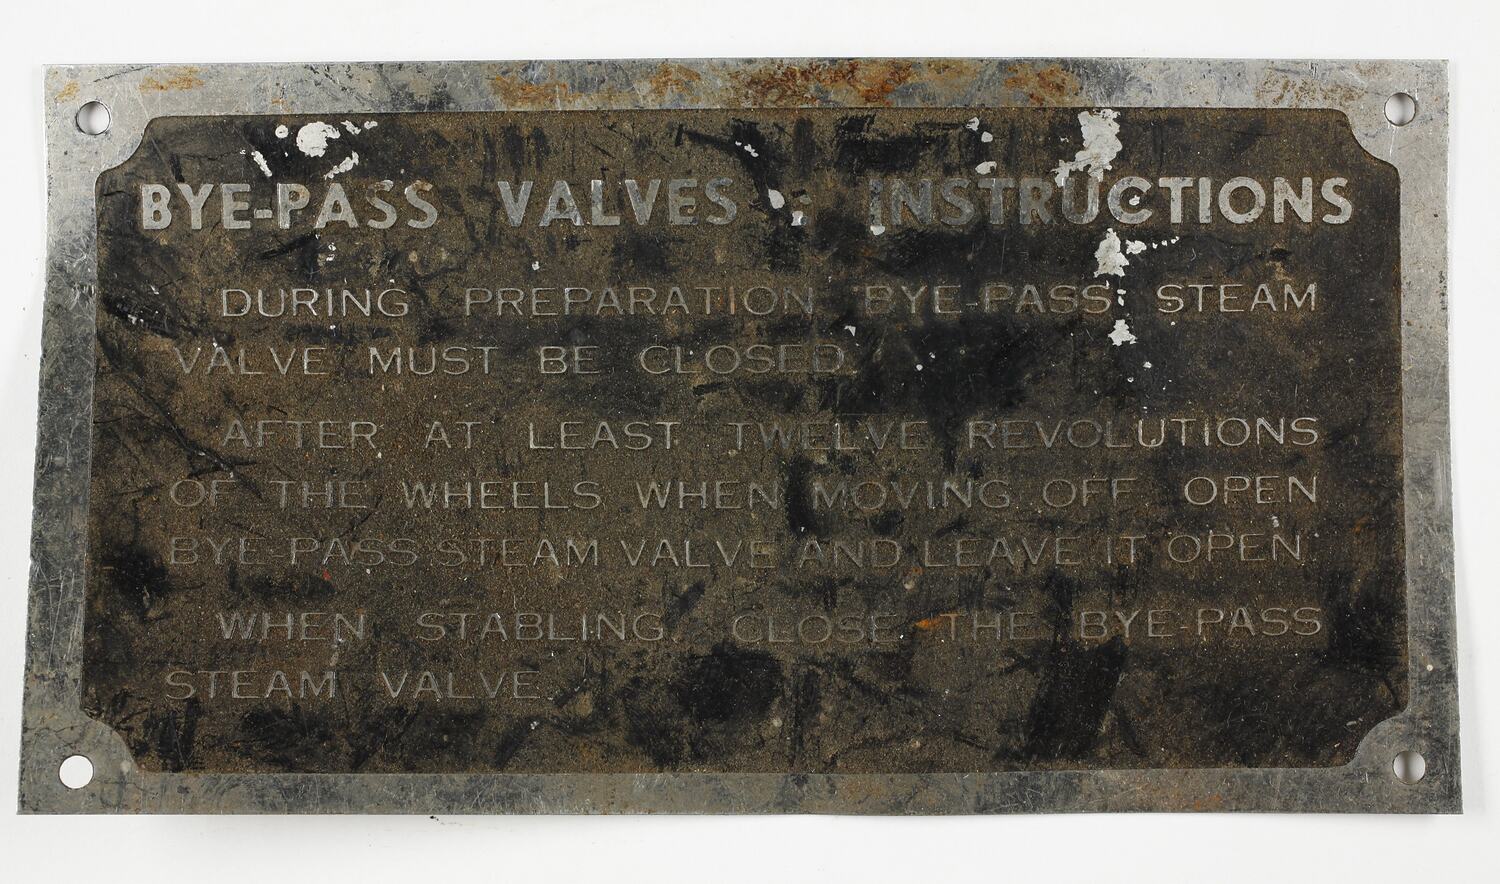 BYE-PASS VALVES : INSTRUCTIONS
DURING PREPARATION BYE-PASS STEAM
VALVE MUST BE CLOSED.
AFTER AT LEAST TWELVE REVOLUTIONS
OF THE WHEELS WHEN MOVING OFF OPEN
BYE-PASS STEAM VALVE AND LEAVE IT OPEN.
WHEN STABLING CLOSE THE BYE-PASS
STEAM VALVE.